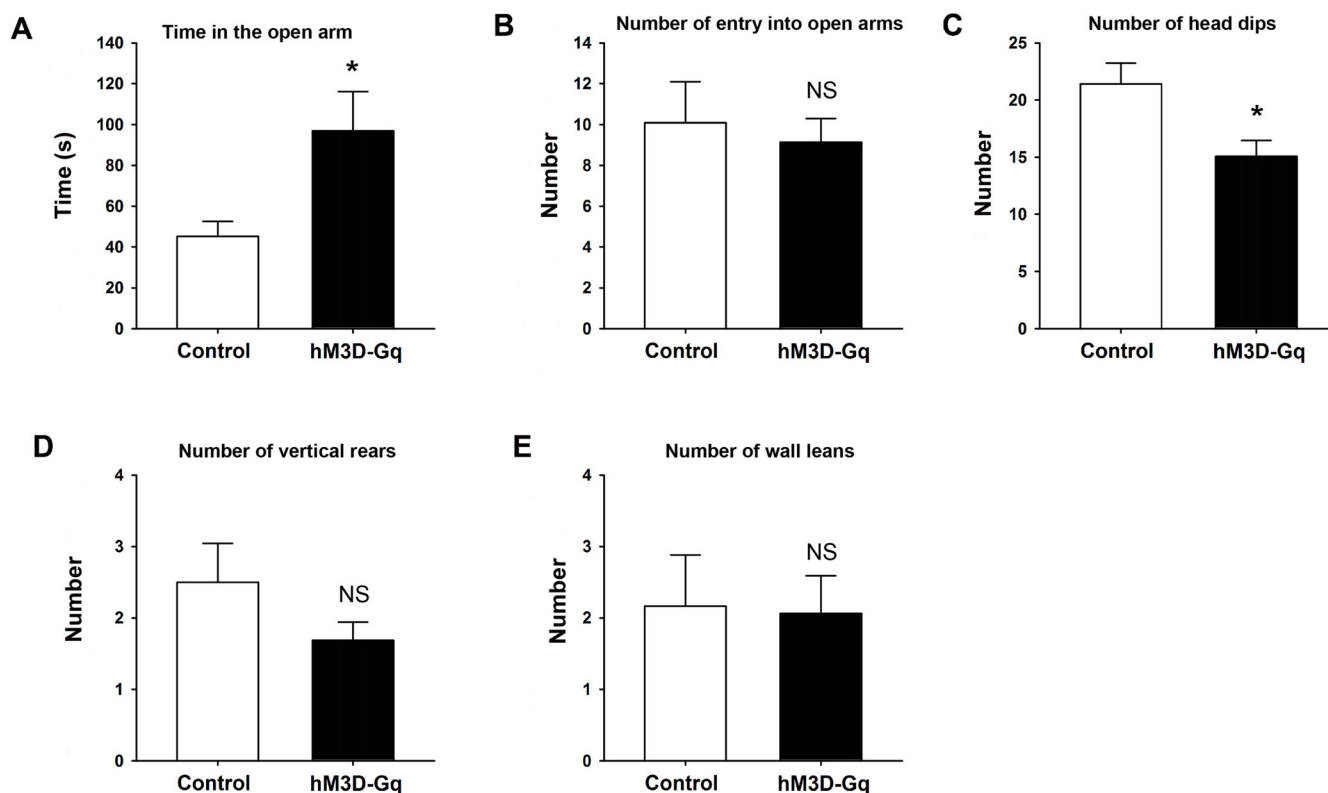 A
Time in the open arm
140
120
100
80
60
40
20
0
Time (s)
*
Control
hM3D-Gq
B
Number of entry into open arms
14
12
10
8
6
4
2
0
Number
NS
Control
hM3D-Gq
C
Number of head dips
25
20
15
10
5
0
Number
*
Control
hM3D-Gq
D
Number of vertical rears
4
3
2
1
0
Number
NS
Control
hM3D-Gq
E
Number of wall leans
4
3
2
1
0
Number
NS
Control
hM3D-Gq